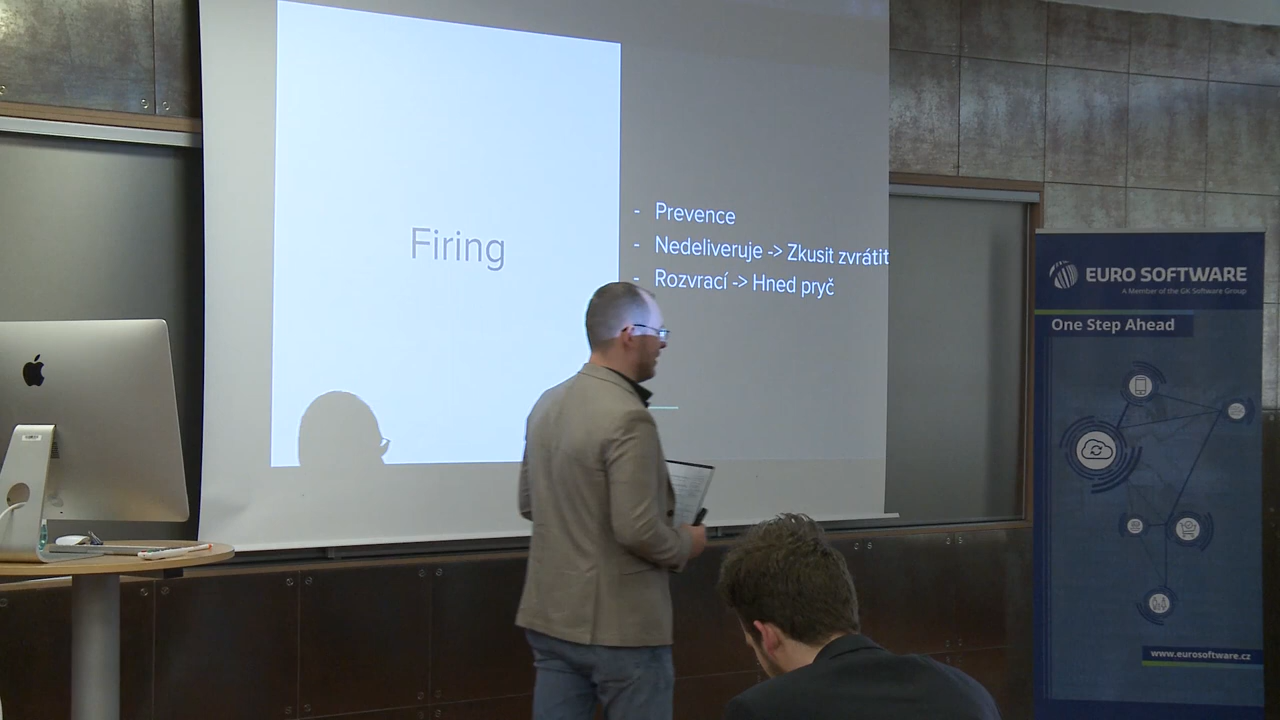 Firing
- Prevence
- Nedeliveruje -> Zkusit zvrátit
- Rozvrací -> Hned pryč
EURO SOFTWARE
A Member of the GK Software Group
One Step Ahead
www.eurosoftware.cz